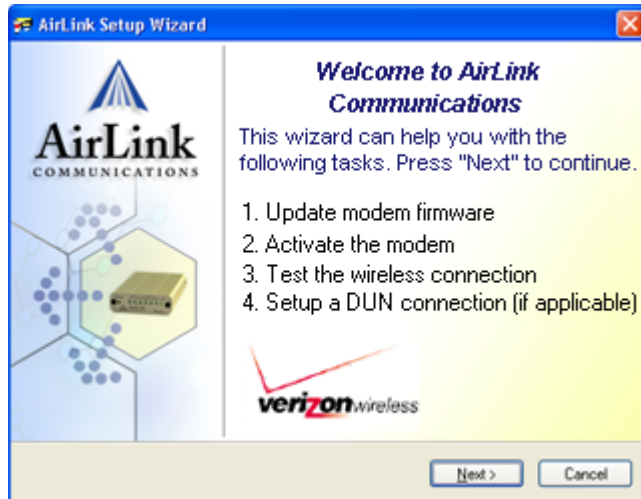 AirLink Setup Wizard
AirLink
COMMUNICATIONS
Welcome to AirLink
Communications
This wizard can help you with the
following tasks. Press "Next" to continue.
1. Update modem firmware
2. Activate the modem
3. Test the wireless connection
4. Setup a DUN connection (if applicable)
verizon wireless
Next >
Cancel